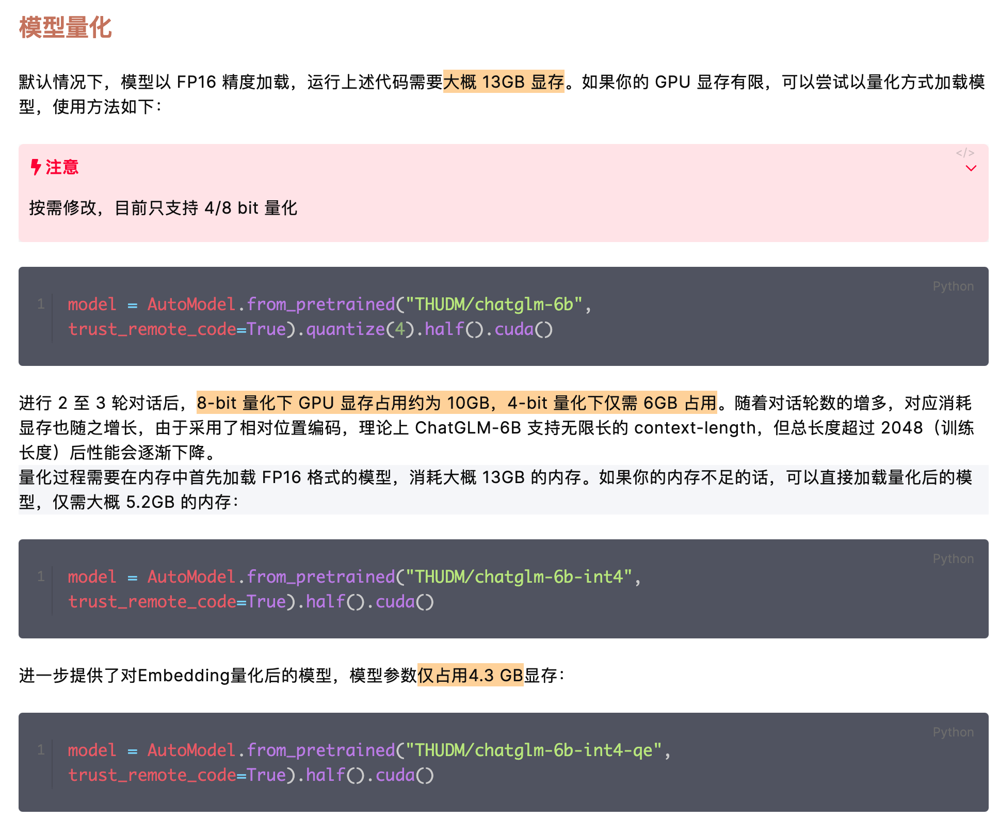 模型量化
默认情况下，模型以 FP16 精度加载，运行上述代码需要大概 13GB 显存。如果你的 GPU 显存有限，可以尝试以量化方式加载模
型，使用方法如下：
</>
注意
按需修改，目前只支持 4/8 bit 量化
Python
1 model = AutoModel.from_pretrained("THUDM/chatglm-6b",
trust_remote_code=True).quantize(4).half().cuda()
进行 2 至 3 轮对话后，8-bit 量化下 GPU 显存占用约为 10GB，4-bit 量化下仅需 6GB 占用。随着对话轮数的增多，对应消耗
显存也随之增长，由于采用了相对位置编码，理论上 ChatGLM-6B 支持无限长的 context-length，但总长度超过 2048（训练
长度）后性能会逐渐下降。
量化过程需要在内存中首先加载 FP16 格式的模型，消耗大概 13GB 的内存。如果你的内存不足的话，可以直接加载量化后的模
型，仅需大概 5.2GB 的内存：
Python
1 model = AutoModel.from_pretrained("THUDM/chatglm-6b-int4",
trust_remote_code=True).half().cuda()
进一步提供了对Embedding量化后的模型，模型参数仅占用4.3 GB显存：
Python
1 model = AutoModel.from_pretrained("THUDM/chatglm-6b-int4-qe",
trust_remote_code=True).half().cuda()